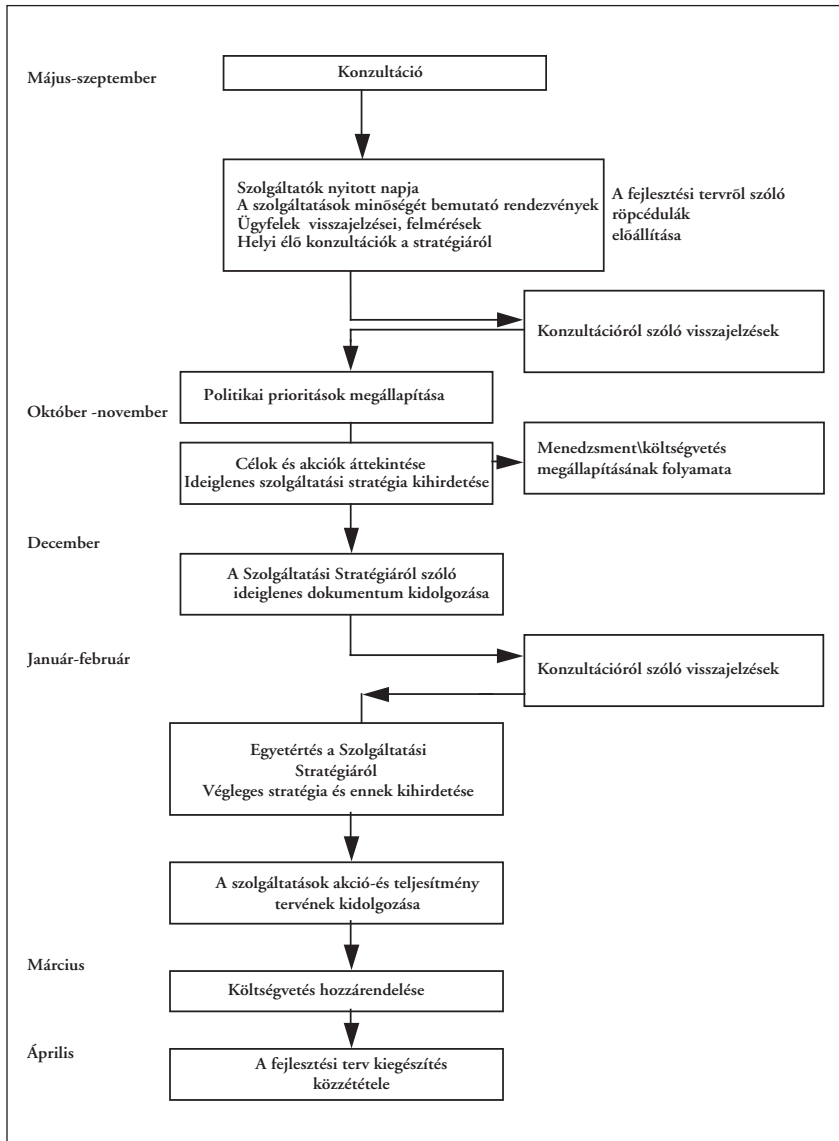 Május-szeptember
Konzultáció
Szolgáltatók nyitott napja
A szolgáltatások minőségét bemutató rendezvények
Ügyfelek visszajelzései, felmérések
Helyi élő konzultációk a stratégiáról
A fejlesztési tervről szóló
röpcédulák
előállítása
Konzultációról szóló visszajelzések
Politikai prioritások megállapítása
Október -november
Célok és akciók áttekintése
Ideiglenes szolgáltatási stratégia kihirdetése
Menedzsment\költségvetés
megállapításának folyamata
December
A Szolgáltatási Stratégiáról szóló
ideiglenes dokumentum kidolgozása
Január-február
Konzultációról szóló visszajelzések
Egyetértés a Szolgáltatási
Stratégiáról
Végleges stratégia és ennek kihirdetése
A szolgáltatások akció-és teljesítmény
tervének kidolgozása
Március
Költségvetés hozzárendelése
Április
A fejlesztési terv kiegészítés
közzététele